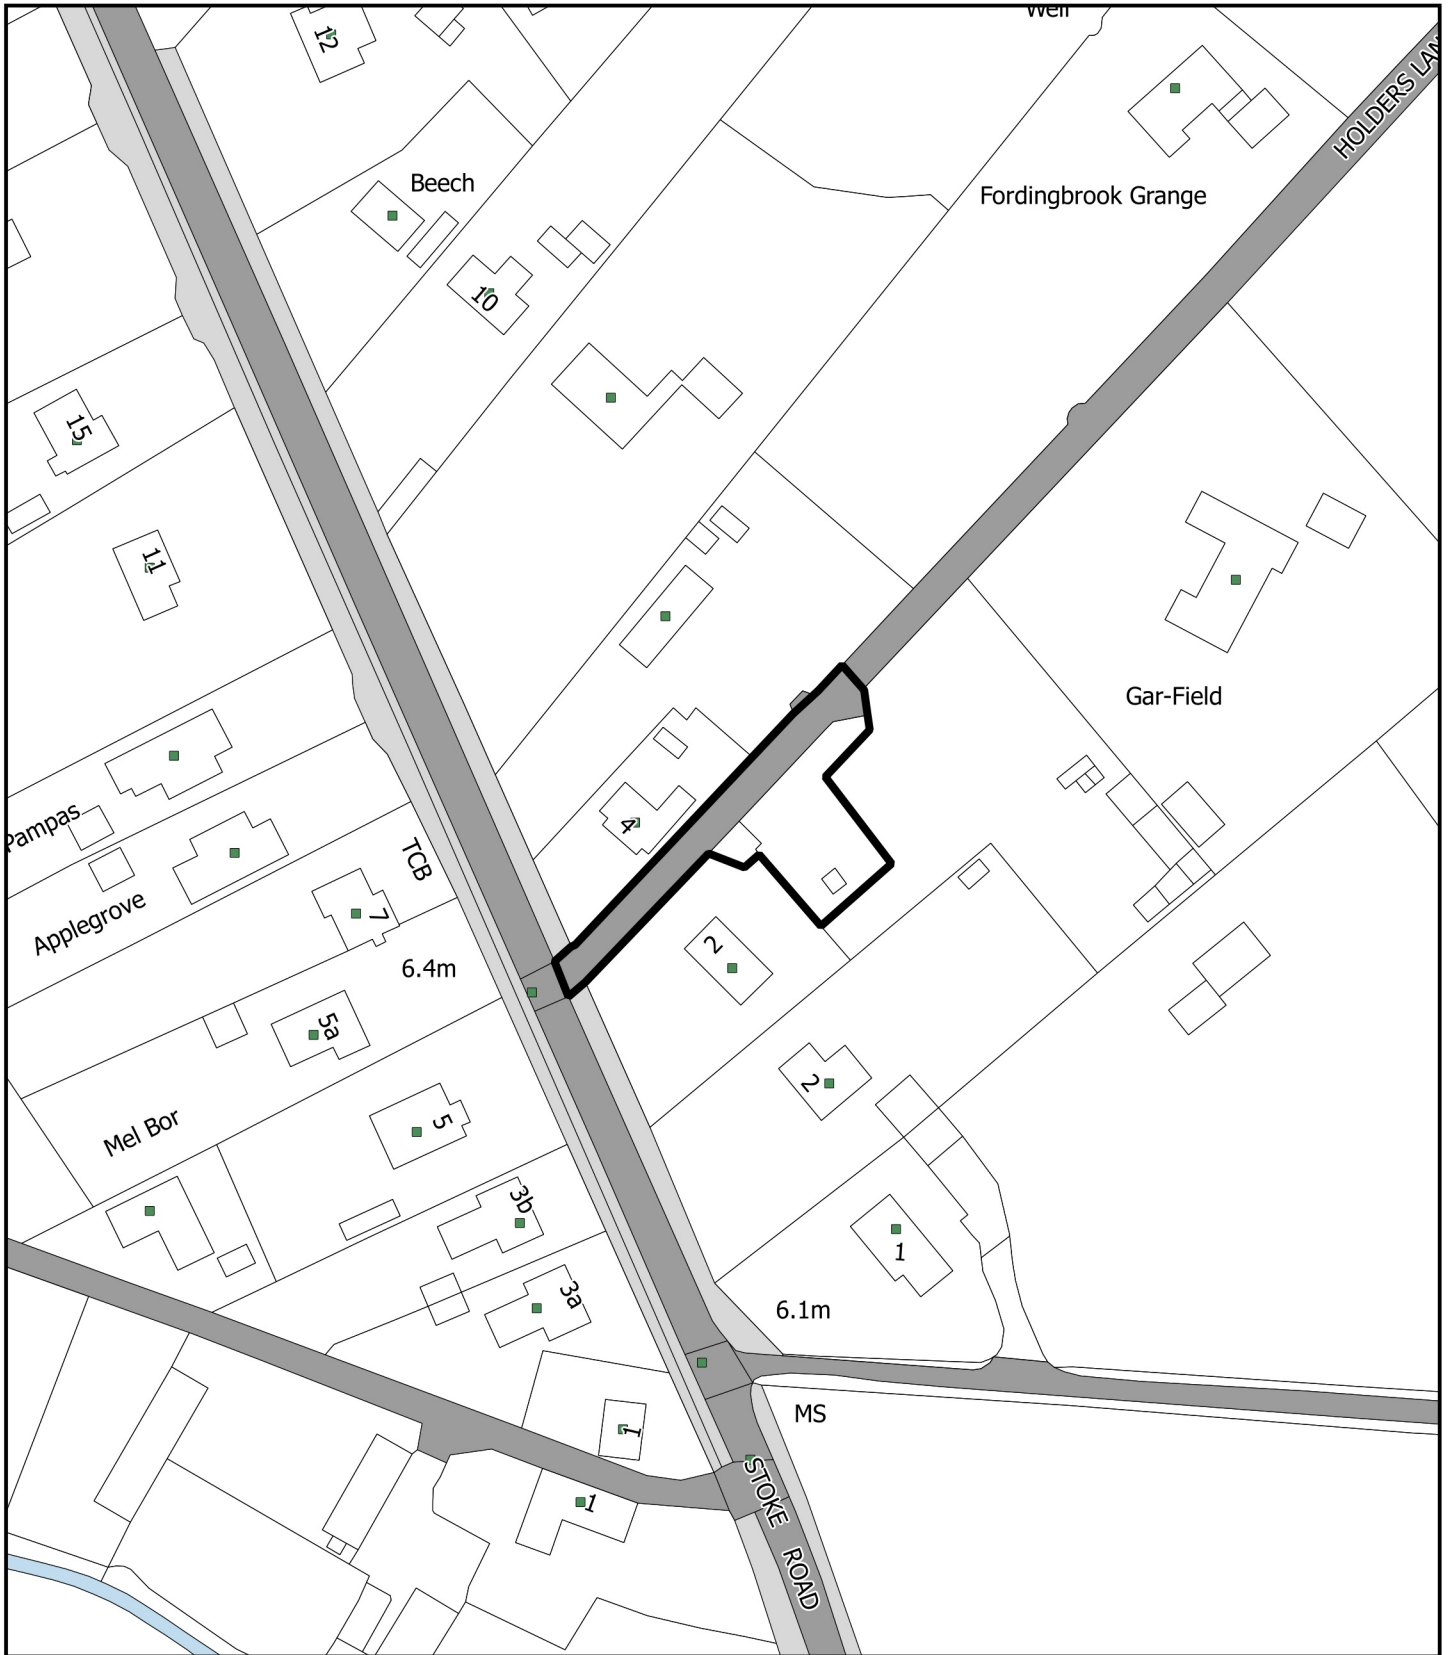 Well
12
HOLDERS LAN
Beech
Fordingbrook Grange
10
15
11
Gar-Field
Pampas
4
TCB
Applegrove
7
2
6.4m
5a
2
Mel Bor
5
3b
1
3a
6.1m
MS
1
1
STOKE ROAD